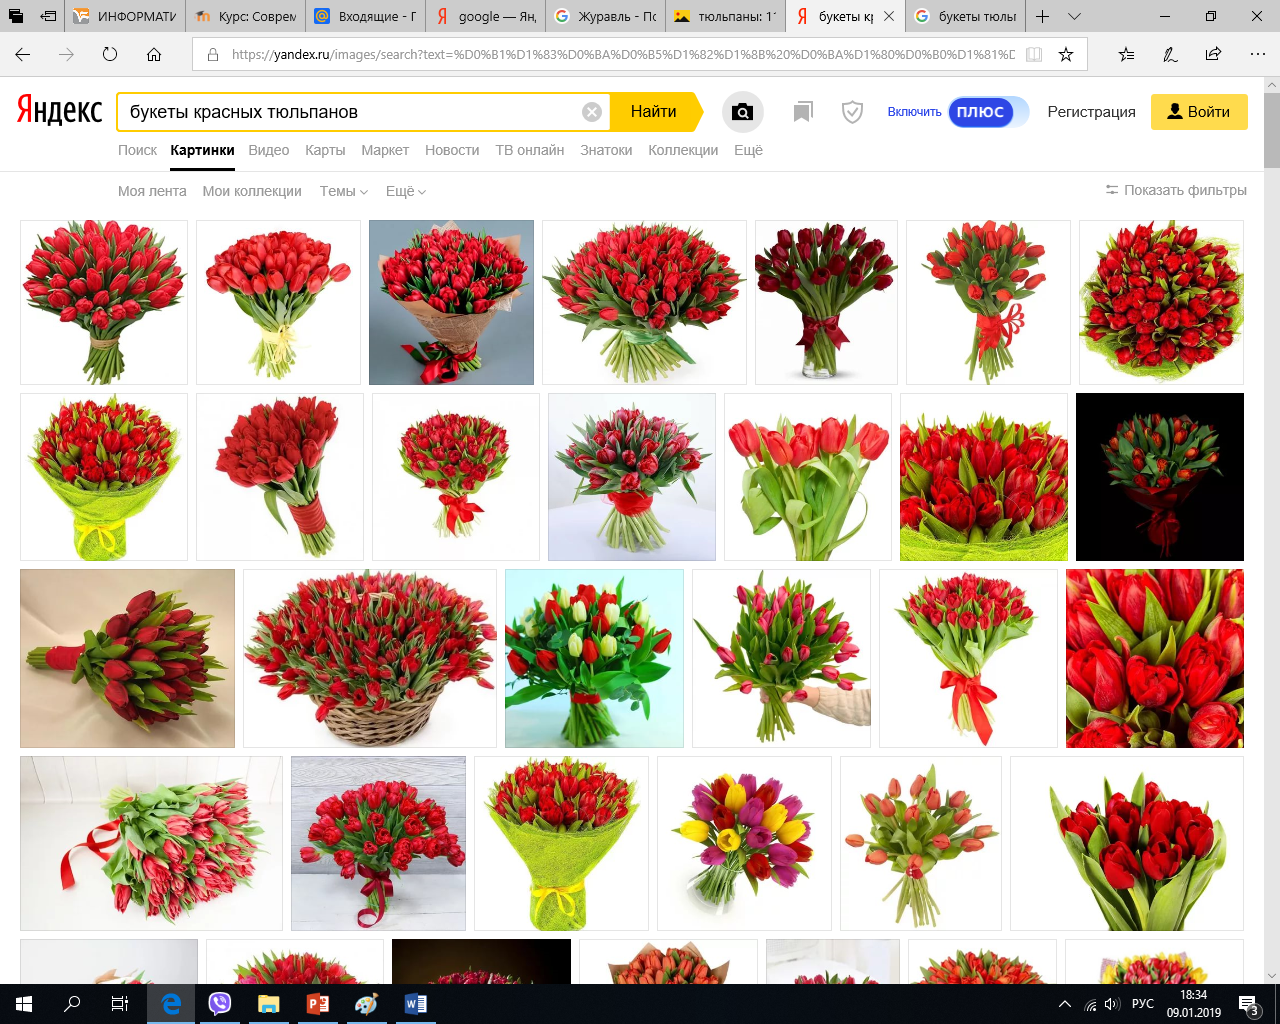 ИНФОРМАТИ
Курс: Соврем
Входящие - П
google — Янд
Журавль - По
тюльпаны: 11
букеты кр
букеты тюль
https://yandex.ru/images/search?text=%D0%B1%D1%83%D0%BA%D0%B5%D1%82%D1%8B%20%D0%BA%D1%80%D0%B0%D1%81%D
Яндекс
букеты красных тюльпанов
Найти
Включить ПЛЮС
Регистрация
Войти
Поиск Картинки Видео Карты Маркет Новости ТВ онлайн Знатоки Коллекции Ещё
Моя лента Мои коллекции Темы Ещё
Показать фильтры
РУС
18:34
09.01.2019
3